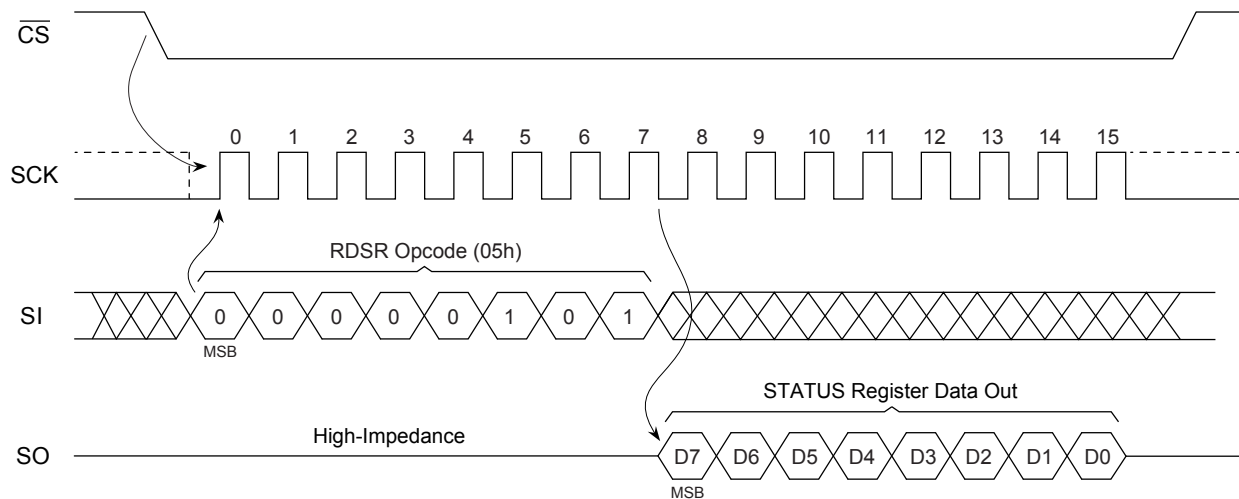 CS
0 1 2 3 4 5 6 7 8 9 10 11 12 13 14 15
SCK
RDSR Opcode (05h)
SI 0 0 0 0 0 1 0 1
MSB
STATUS Register Data Out
High-Impedance
SO D7 D6 D5 D4 D3 D2 D1 D0
MSB